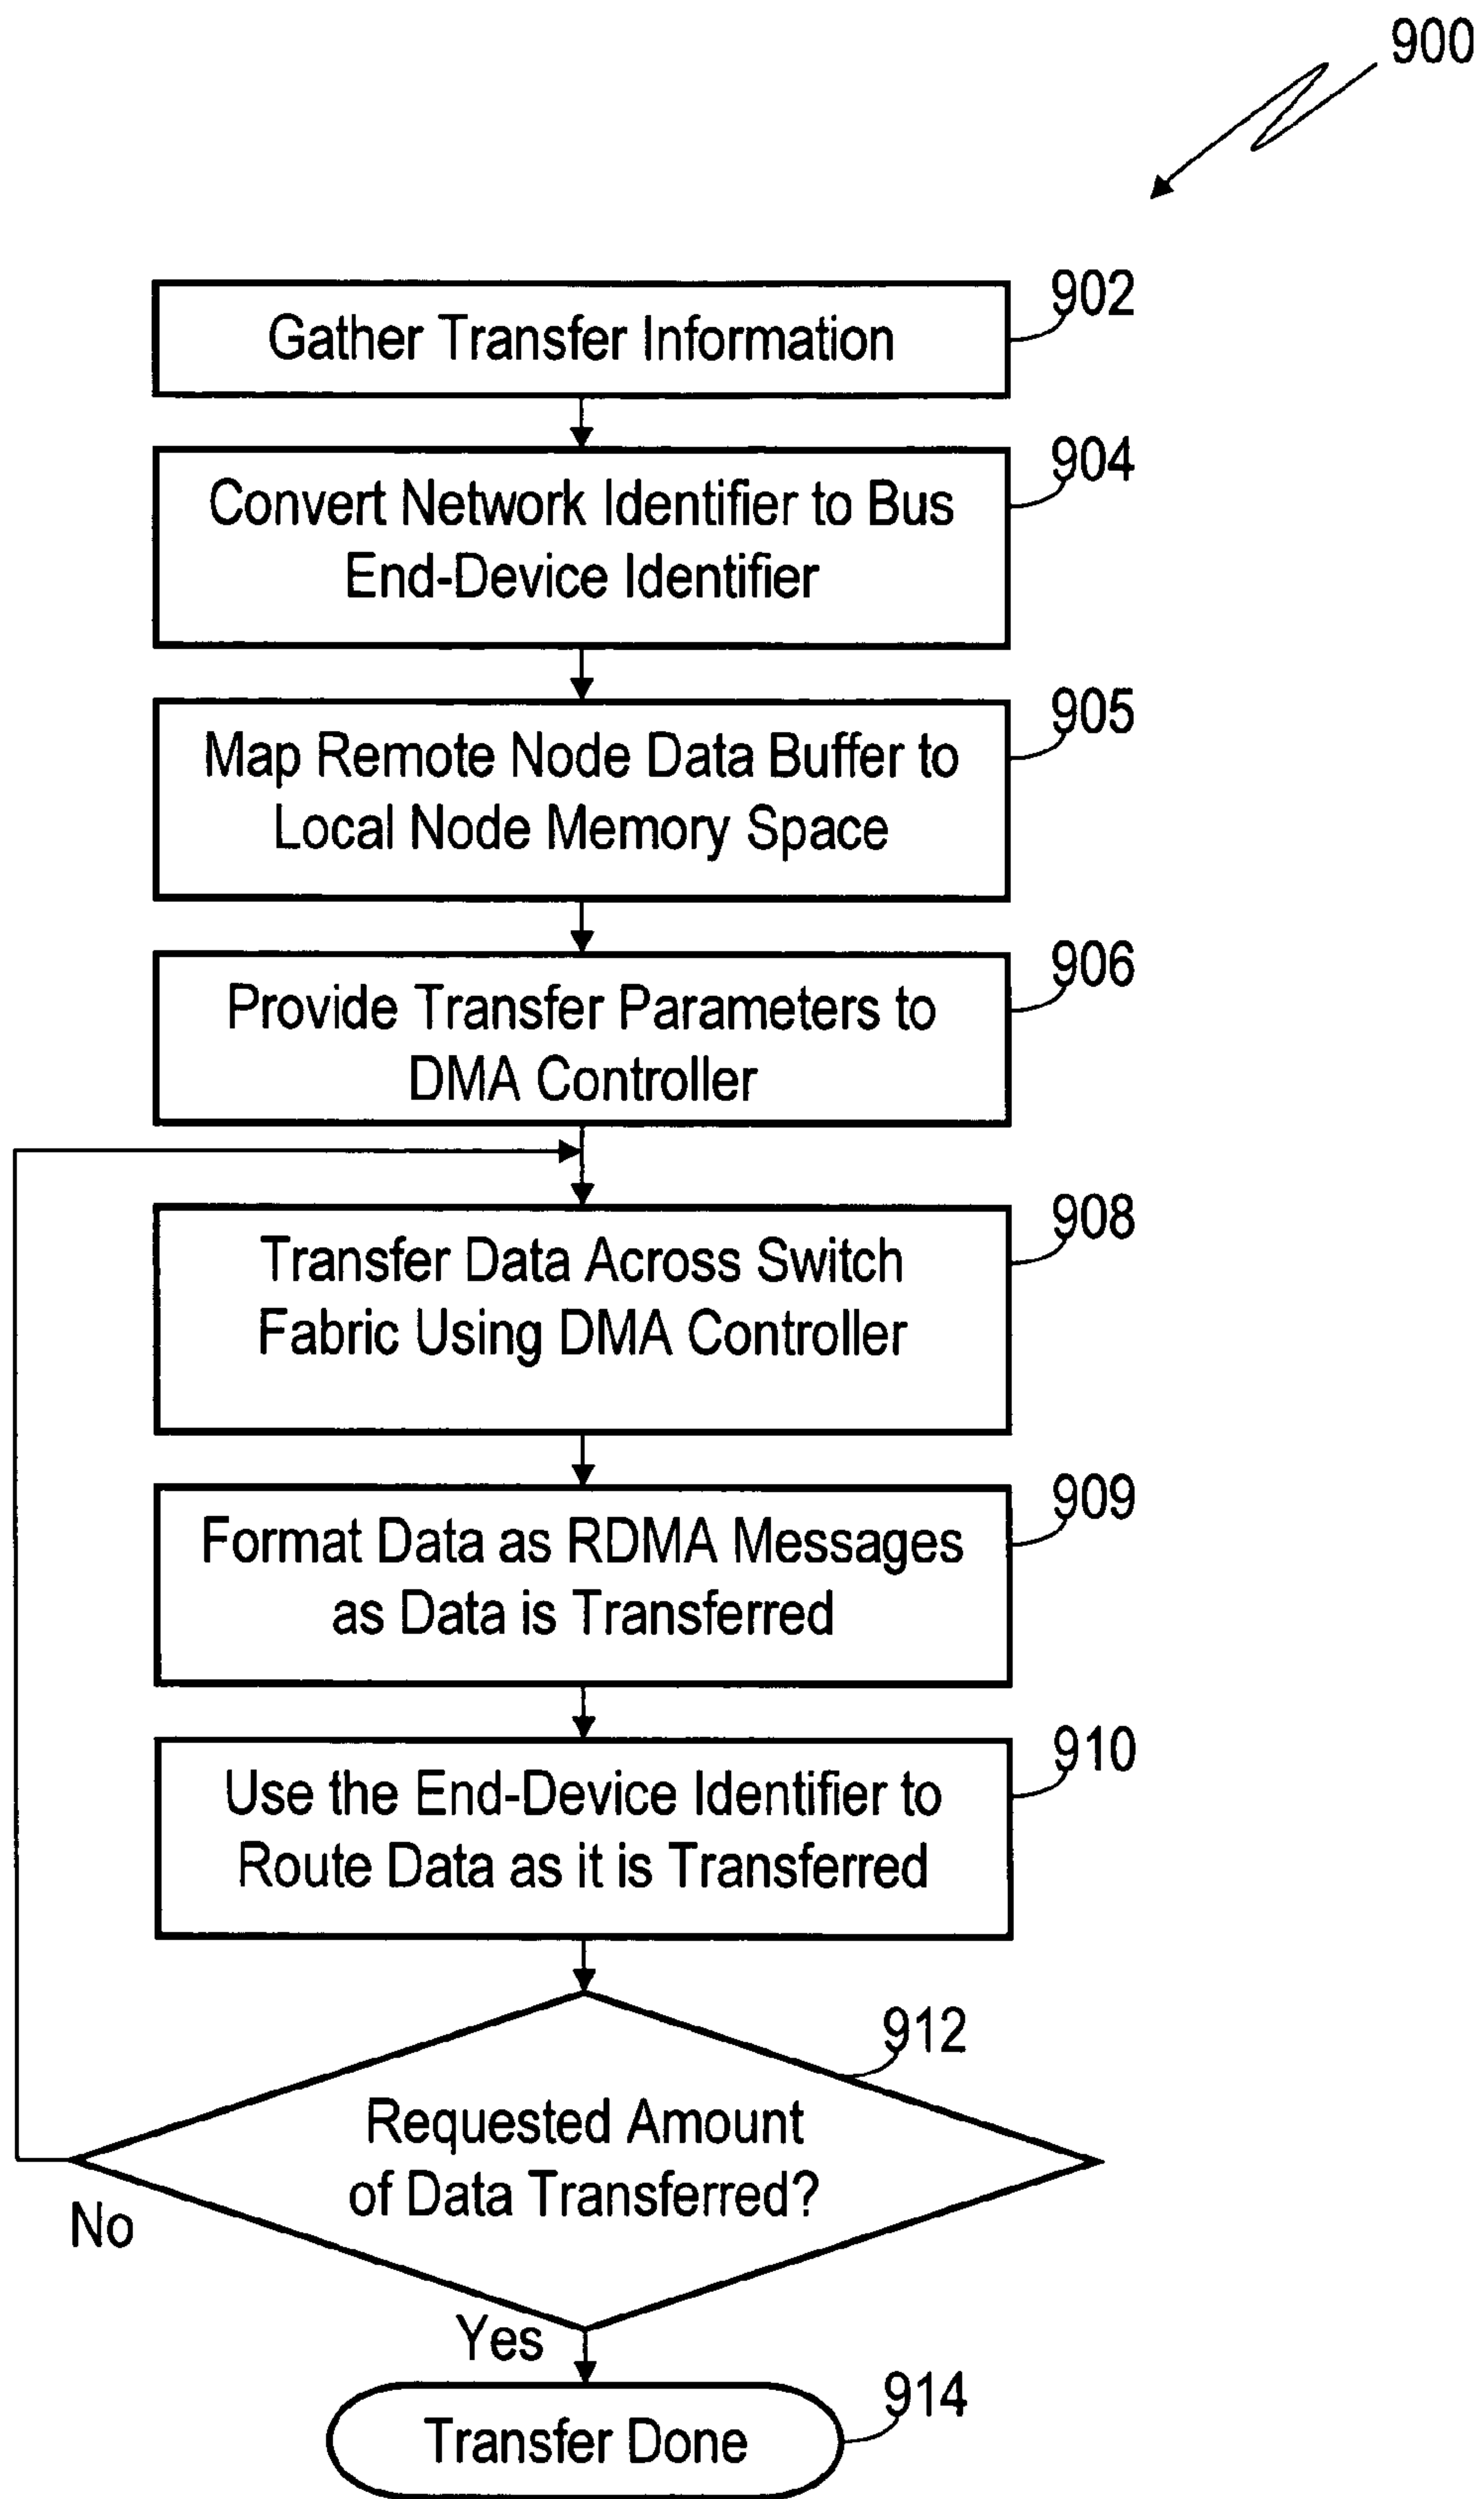 900
902
Gather Transfer Information
904
Convert Network Identifier to Bus
End-Device Identifier
905
Map Remote Node Data Buffer to
Local Node Memory Space
906
Provide Transfer Parameters to
DMA Controller
908
Transfer Data Across Switch
Fabric Using DMA Controller
909
Format Data as RDMA Messages
as Data is Transferred
910
Use the End-Device Identifier to
Route Data as it is Transferred
912
Requested Amount
of Data Transferred?
No
Yes
914
Transfer Done